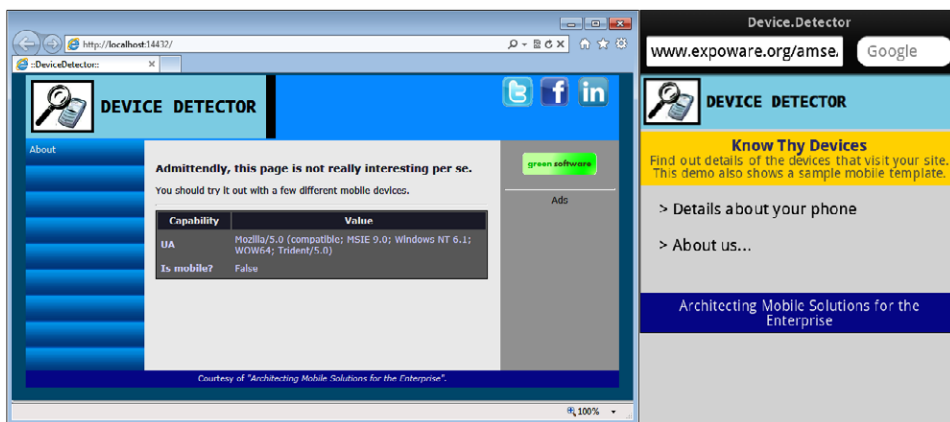 http://localhost:14432/
::DeviceDetector::
DEVICE DETECTOR
About
Admittendly, this page is not really interesting per se.
You should try it out with a few different mobile devices.
Capability Value
UA Mozilla/5.0 (compatible; MSIE 9.0; Windows NT 6.1;
WOW64; Trident/5.0)
Is mobile? False
green software
Ads
Courtesy of "Architecting Mobile Solutions for the Enterprise".
100%
Device.Detector
www.expoware.org/amse. Google
DEVICE DETECTOR
Know Thy Devices
Find out details of the devices that visit your site.
This demo also shows a sample mobile template.
> Details about your phone
> About us...
Architecting Mobile Solutions for the
Enterprise